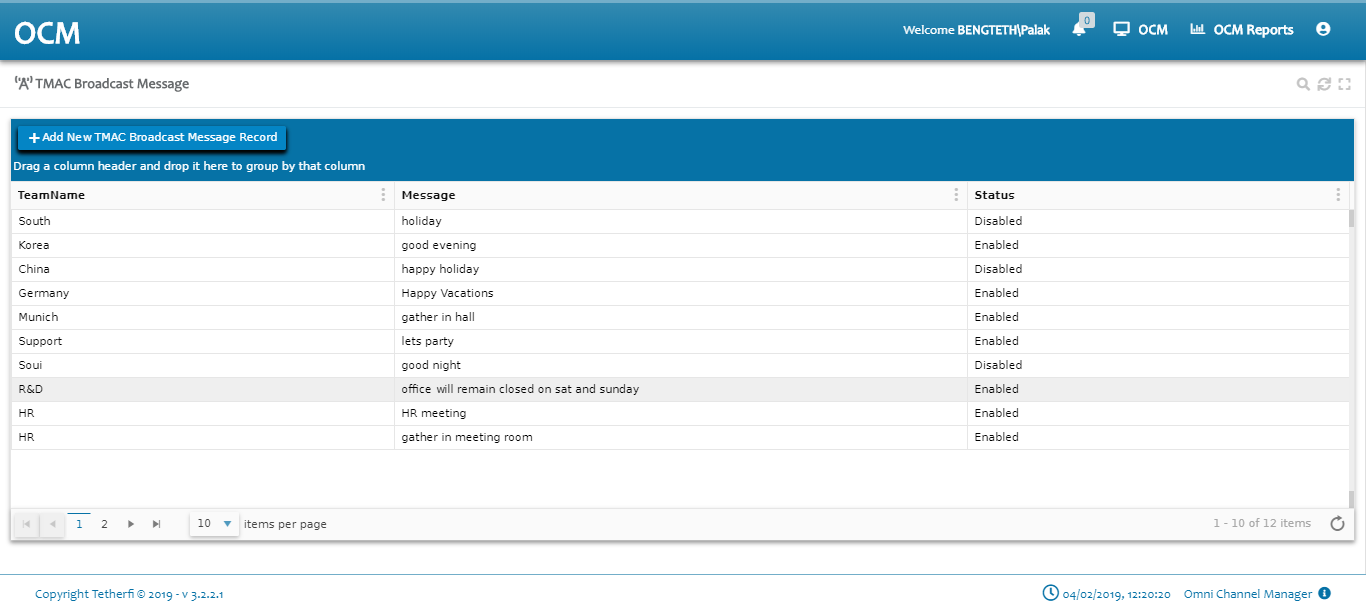 OCM
Welcome BENGTETH\Palak 0 OCM OCM Reports
TMAC Broadcast Message
Add New TMAC Broadcast Message Record
Drag a column header and drop it here to group by that column
TeamName Message Status
South holiday Disabled
Korea good evening Enabled
China happy holiday Disabled
Germany Happy Vacations Enabled
Munich gather in hall Enabled
Support lets party Enabled
Soui good night Disabled
R&D office will remain closed on sat and sunday Enabled
HR HR meeting Enabled
HR gather in meeting room Enabled
1 2 10 items per page 1 - 10 of 12 items
Copyright Tetherfi © 2019 - v 3.2.2.1 04/02/2019, 12:20:20 Omni Channel Manager